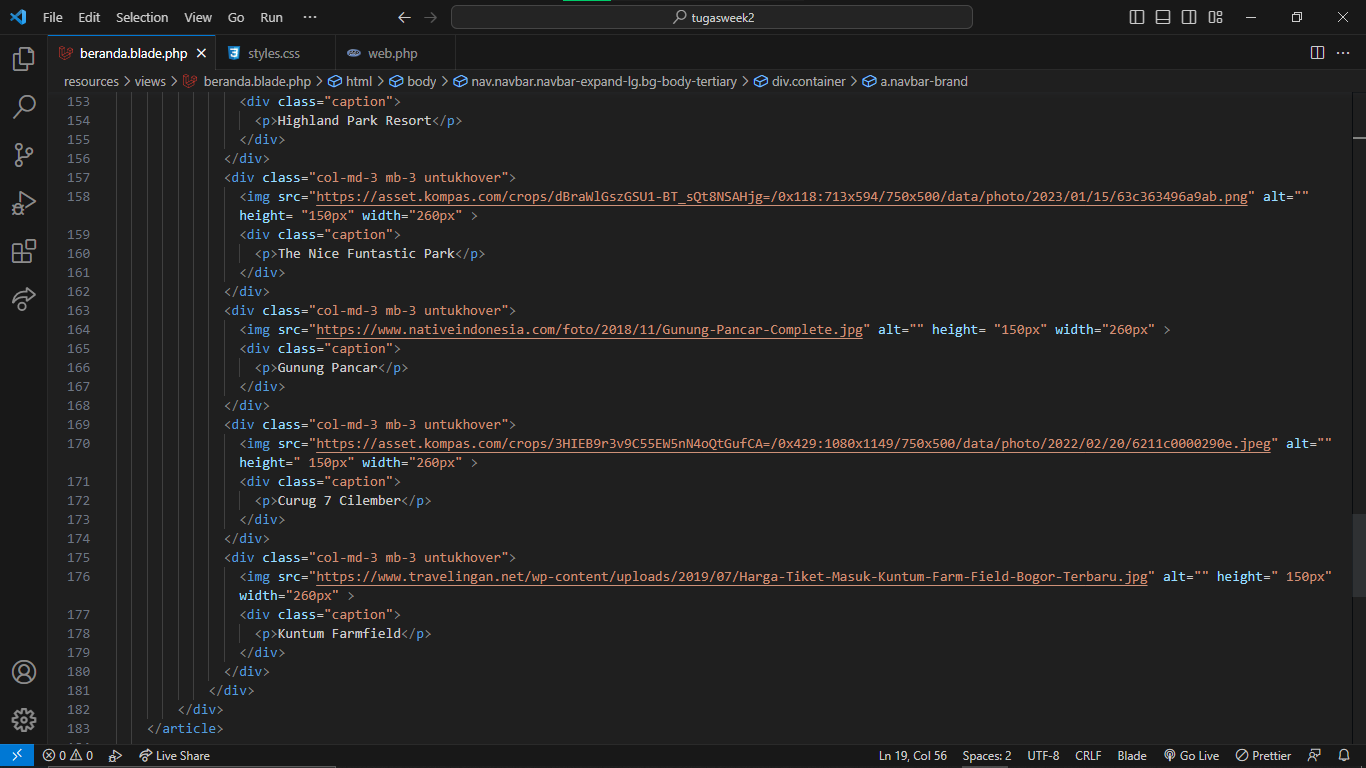 File Edit Selection View Go Run ··· tugasweek2
beranda.blade.php styles.css web.php
resources > views > beranda.blade.php > html > body > nav.navbar.navbar-expand-lg.bg-body-tertiary > div.container > a.navbar-brand
153 <div class="caption">
154 <p>Highland Park Resort</p>
155 </div>
156 </div>
157 <div class="col-md-3 mb-3 untukhover">
158 <img src="https://asset.kompas.com/crops/dBraWlGszGSU1-BT_sQt8NSAHjg=/0x118:713x594/750x500/data/photo/2023/01/15/63c363496a9ab.png" alt=""
height= "150px" width="260px" >
159 <div class="caption">
160 <p>The Nice Funtastic Park</p>
161 </div>
162 </div>
163 <div class="col-md-3 mb-3 untukhover">
164 <img src="https://www.nativeindonesia.com/foto/2018/11/Gunung-Pancar-Complete.jpg" alt="" height= "150px" width="260px" >
165 <div class="caption">
166 <p>Gunung Pancar</p>
167 </div>
168 </div>
169 <div class="col-md-3 mb-3 untukhover">
170 <img src="https://asset.kompas.com/crops/3HIEB9r3v9C55EW5nN4oQtGufCA=/0x429:1080x1149/750x500/data/photo/2022/02/20/6211c0000290e.jpeg" alt=""
height=" 150px" width="260px" >
171 <div class="caption">
172 <p>Curug 7 Cilember</p>
173 </div>
174 </div>
175 <div class="col-md-3 mb-3 untukhover">
176 <img src="https://www.travelingan.net/wp-content/uploads/2019/07/Harga-Tiket-Masuk-Kuntum-Farm-Field-Bogor-Terbaru.jpg" alt="" height=" 150px"
width="260px" >
177 <div class="caption">
178 <p>Kuntum Farmfield</p>
179 </div>
180 </div>
181 </div>
182 </div>
183 </article>
0 0 Live Share Ln 19, Col 56 Spaces: 2 UTF-8 CRLF Blade Go Live Prettier